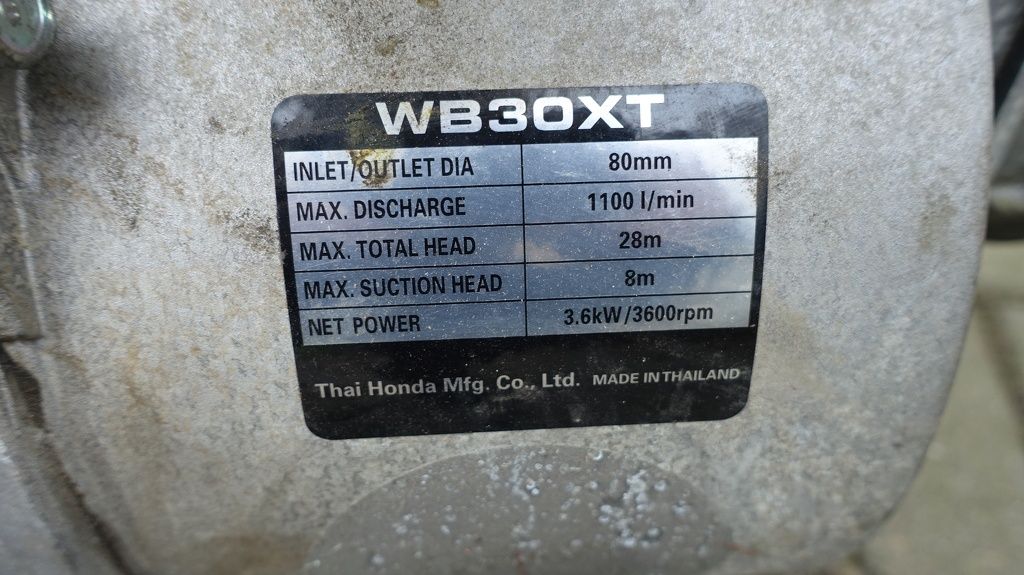 WB30XT
INLET/OUTLET DIA 80mm
MAX. DISCHARGE 1100 l/min
MAX. TOTAL HEAD 28m
MAX. SUCTION HEAD 8m
NET POWER 3.6kW/3600rpm
Thai Honda Mfg. Co., Ltd. MADE IN THAILAND